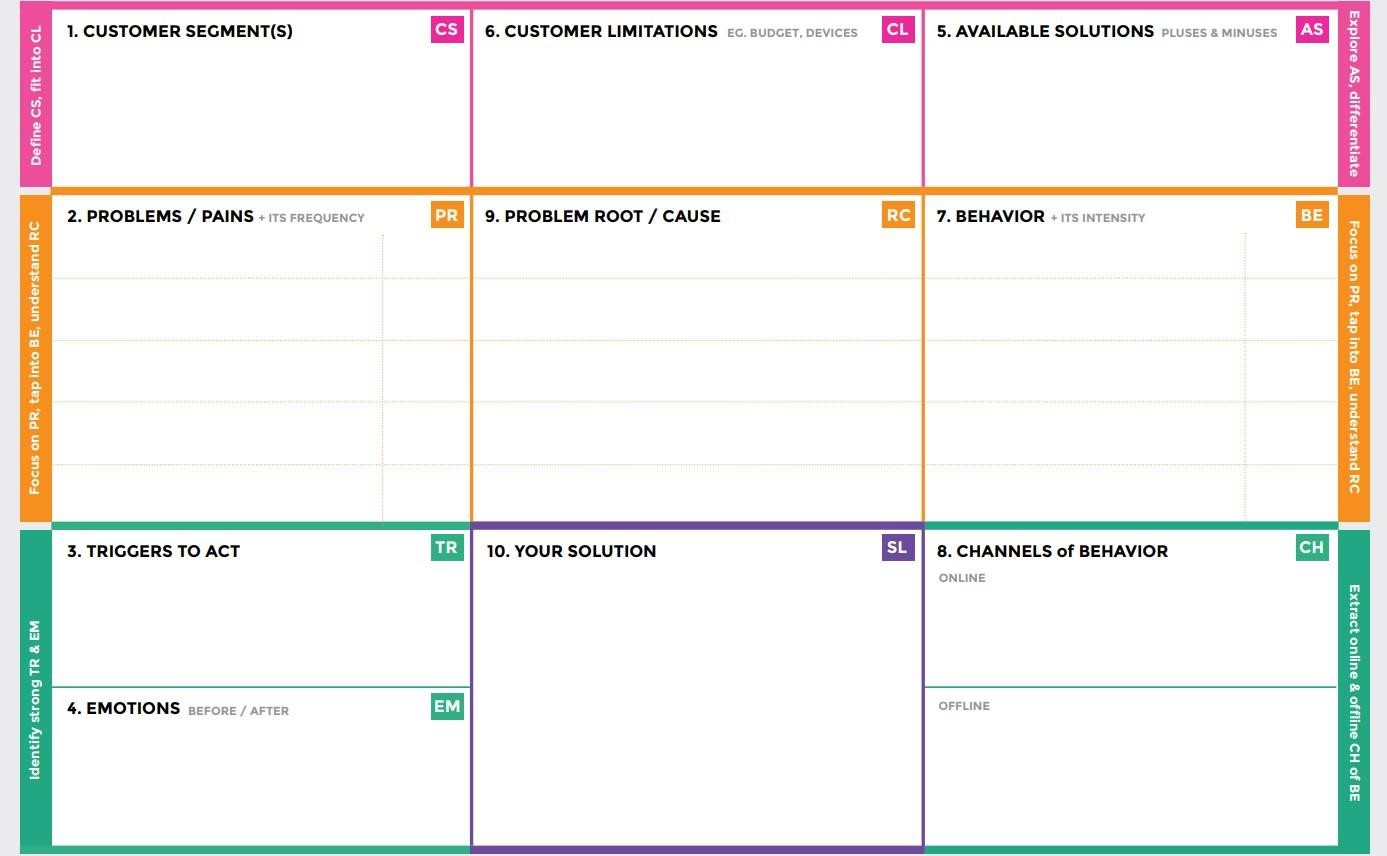 Define CS, fit into CL
1. CUSTOMER SEGMENT(S)
CS
6. CUSTOMER LIMITATIONS EG. BUDGET, DEVICES
CL
5. AVAILABLE SOLUTIONS PLUSES & MINUSES
AS
Explore AS, differentiate
Focus on PR, tap into BE, understand RC
2. PROBLEMS / PAINS + ITS FREQUENCY
PR
9. PROBLEM ROOT / CAUSE
RC
7. BEHAVIOR + ITS INTENSITY
BE
Focus on PR, tap into BE, understand RC
Identify strong TR & EM
3. TRIGGERS TO ACT
TR
4. EMOTIONS BEFORE / AFTER
EM
10. YOUR SOLUTION
SL
8. CHANNELS of BEHAVIOR
CH
ONLINE
OFFLINE
Extract online & offline CH of BE